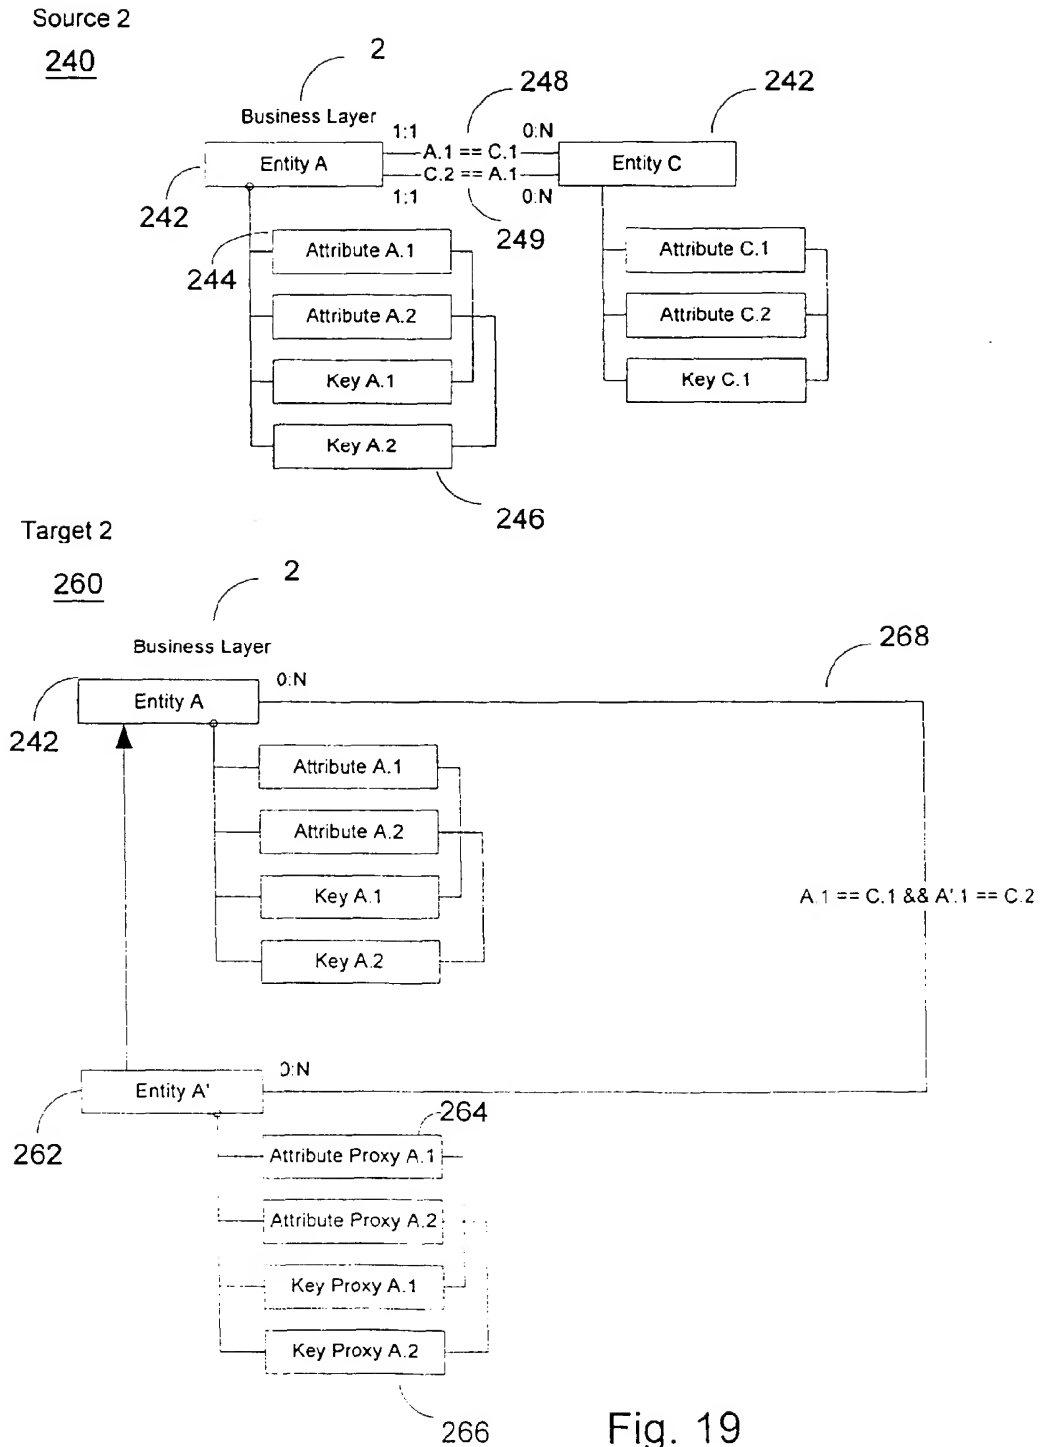 Source 2
240
2
248
242
Business Layer
1:1
0:N
Entity A
A.1 == C.1
Entity C
C.2 == A.1
242
1:1
0:N
249
244
Attribute A.1
Attribute C.1
Attribute A.2
Attribute C.2
Key A.1
Key C.1
Key A.2
246
Target 2
260
2
Business Layer
268
0:N
Entity A
242
Attribute A.1
Attribute A.2
Key A.1
A.1 == C.1 && A'.1 == C.2
Key A.2
0:N
Entity A'
264
262
Attribute Proxy A.1
Attribute Proxy A.2
Key Proxy A.1
Key Proxy A.2
266
Fig. 19